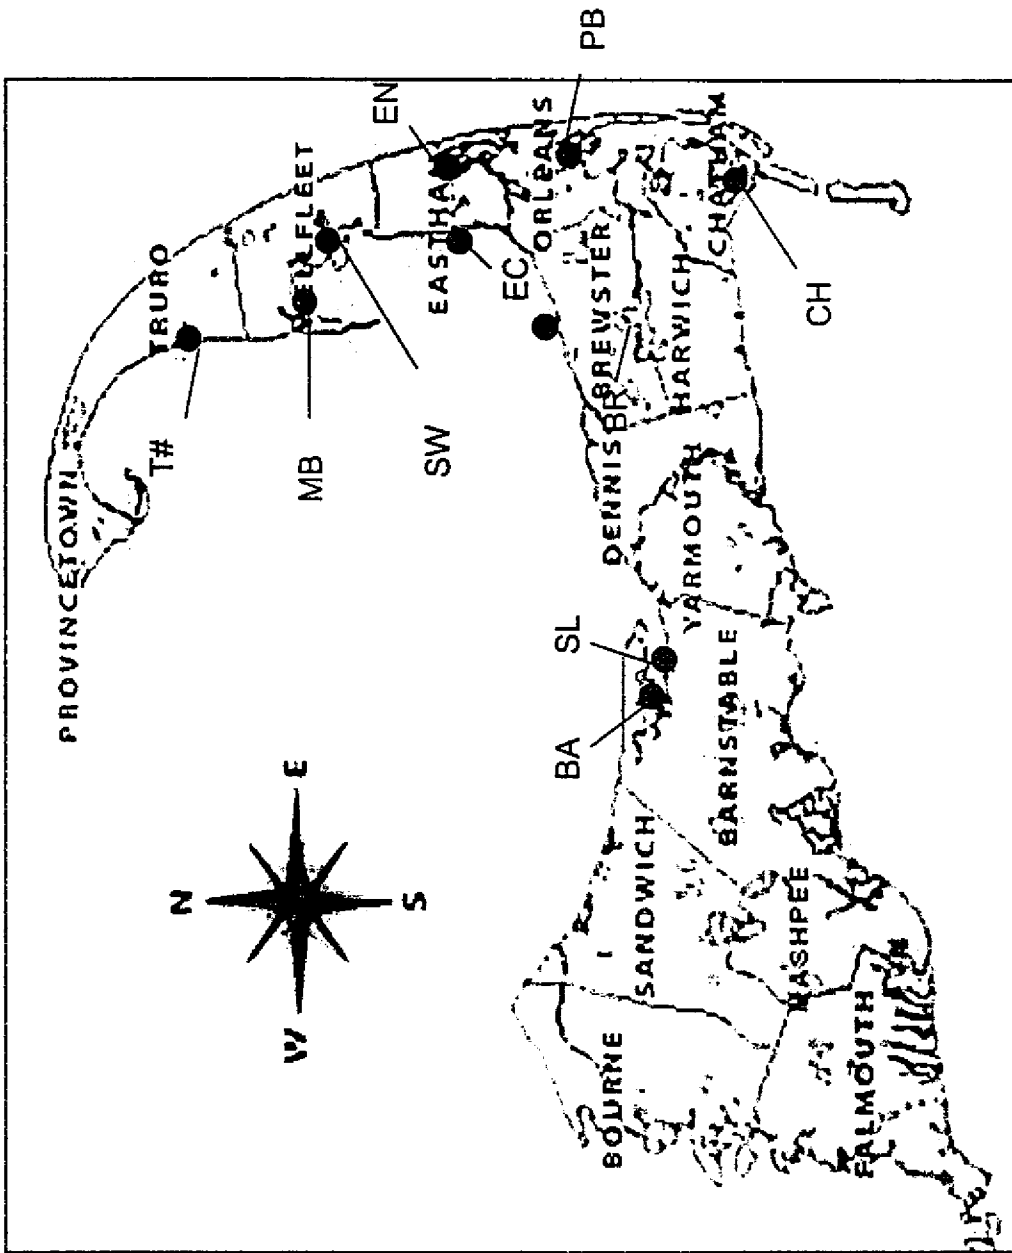 PROVINCETOWN
TRURO
T#
WELLFLEET
MB
SW
EN
EASTHAM
EC
ORLEANS
PB
BREWSTER
BR
HARWICH
CHATHAM
CH
DENNIS
YARMOUTH
SL
BA
BARNSTABLE
SANDWICH
MASHPEE
BOURNE
FALMOUTH
N
E
S
W